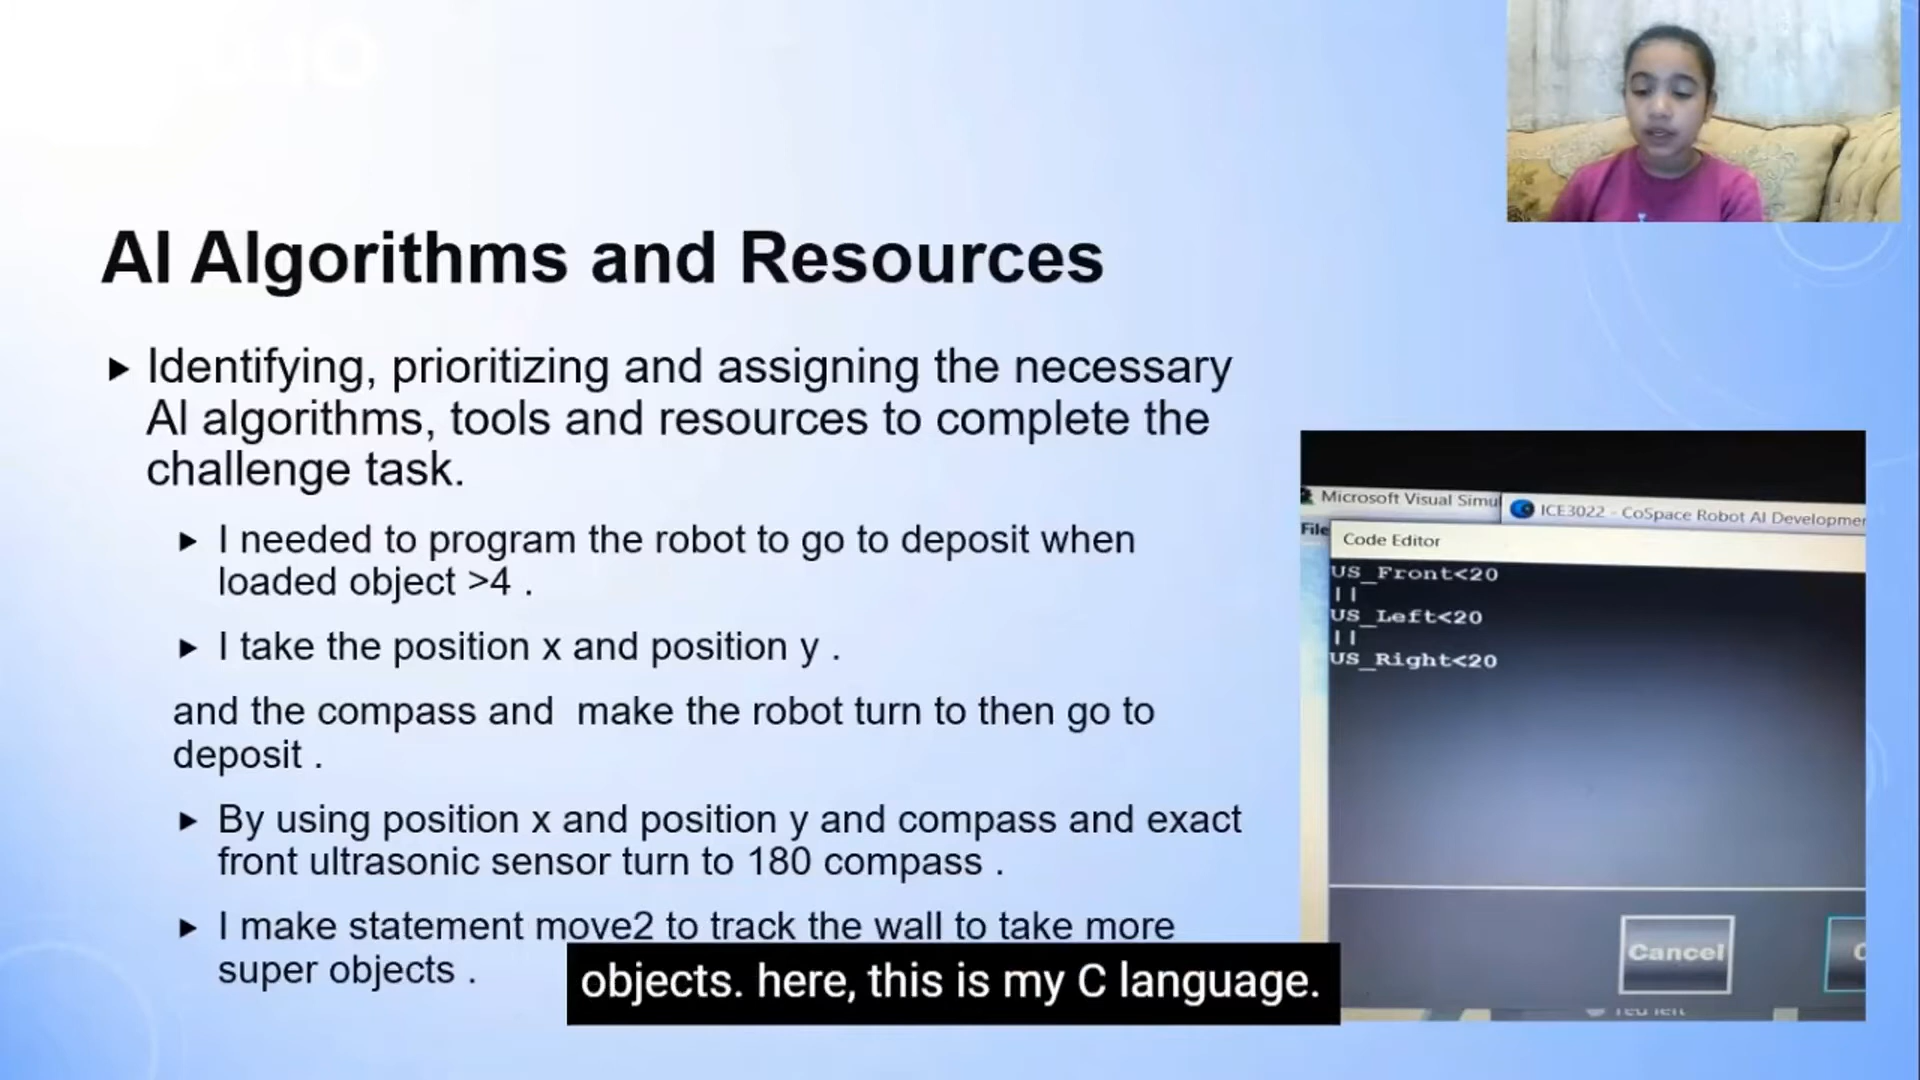 AI Algorithms and Resources
Identifying, prioritizing and assigning the necessary
AI algorithms, tools and resources to complete the
challenge task.
I needed to program the robot to go to deposit when
loaded object >4 .
I take the position x and position y .
and the compass and  make the robot turn to then go to
deposit .
By using position x and position y and compass and exact
front ultrasonic sensor turn to 180 compass .
I make statement move2 to track the wall to take more
super objects .
Microsoft Visual Simul
ICE3022 - CoSpace Robot AI Developmen
File
Code Editor
US_Front<20
||
US_Left<20
||
US_Right<20
Cancel
objects. here, this is my C language.